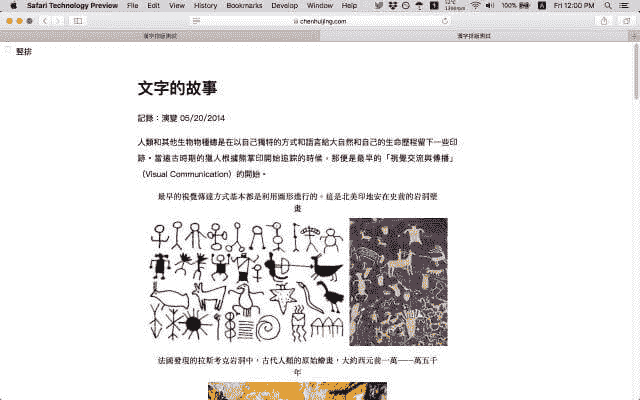 Safari Technology Preview File Edit View History Bookmarks Develop Window Help 100% Fri 12:00 PM
chenhuijing.com
漢字排版測試 漢字排版測試
豎排
文字的故事
記錄：演變 05/20/2014
人類和其他生物物種總是在以自己獨特的方式和語言給大自然和自己的生命歷程留下一些印
跡。當遠古時期的獵人根據熊掌印開始追踪的時候，那便是最早的「視覺交流與傳播」
（Visual Communication）的開始。
最早的視覺傳達方式基本都是利用圖形進行的。這是北美印地安在史前的岩洞壁
畫
法國發現的拉斯考克岩洞中，古代人類的原始繪畫，大約西元前一萬——萬五千
年